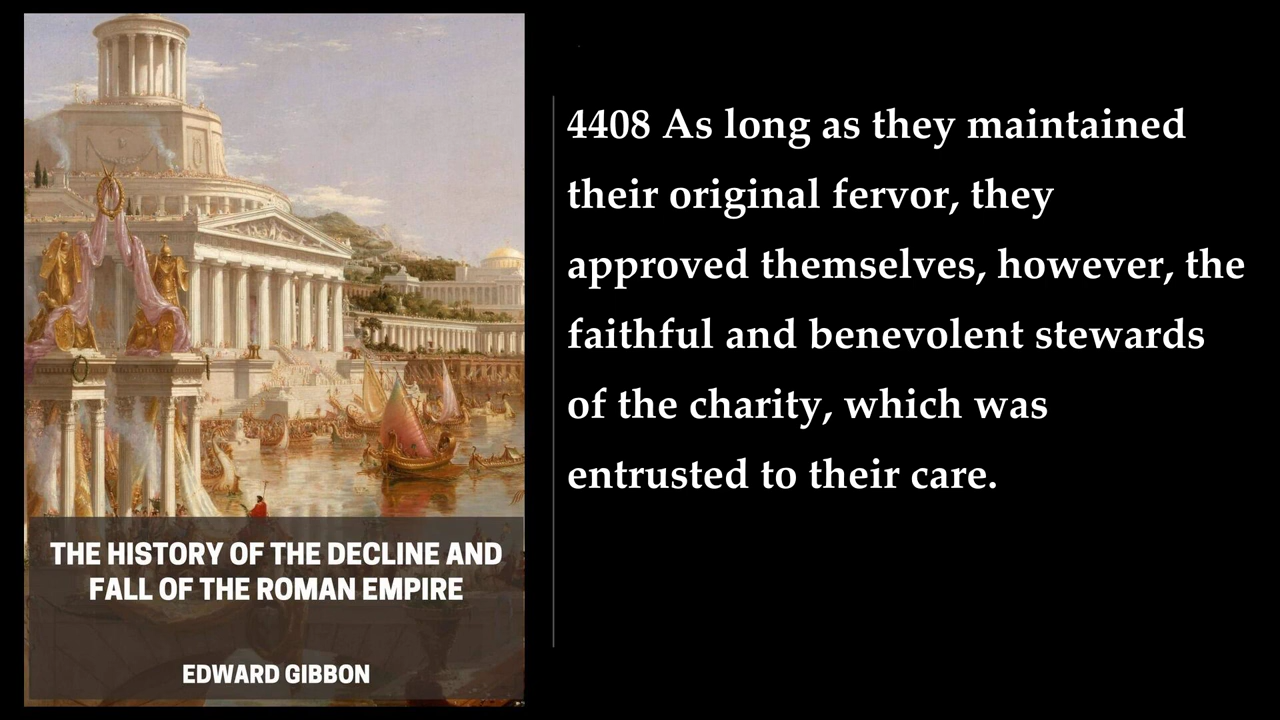 4408 As long as they maintained
their original fervor, they
approved themselves, however, the
faithful and benevolent stewards
of the charity, which was
entrusted to their care.
THE HISTORY OF THE DECLINE AND
FALL OF THE ROMAN EMPIRE
EDWARD GIBBON